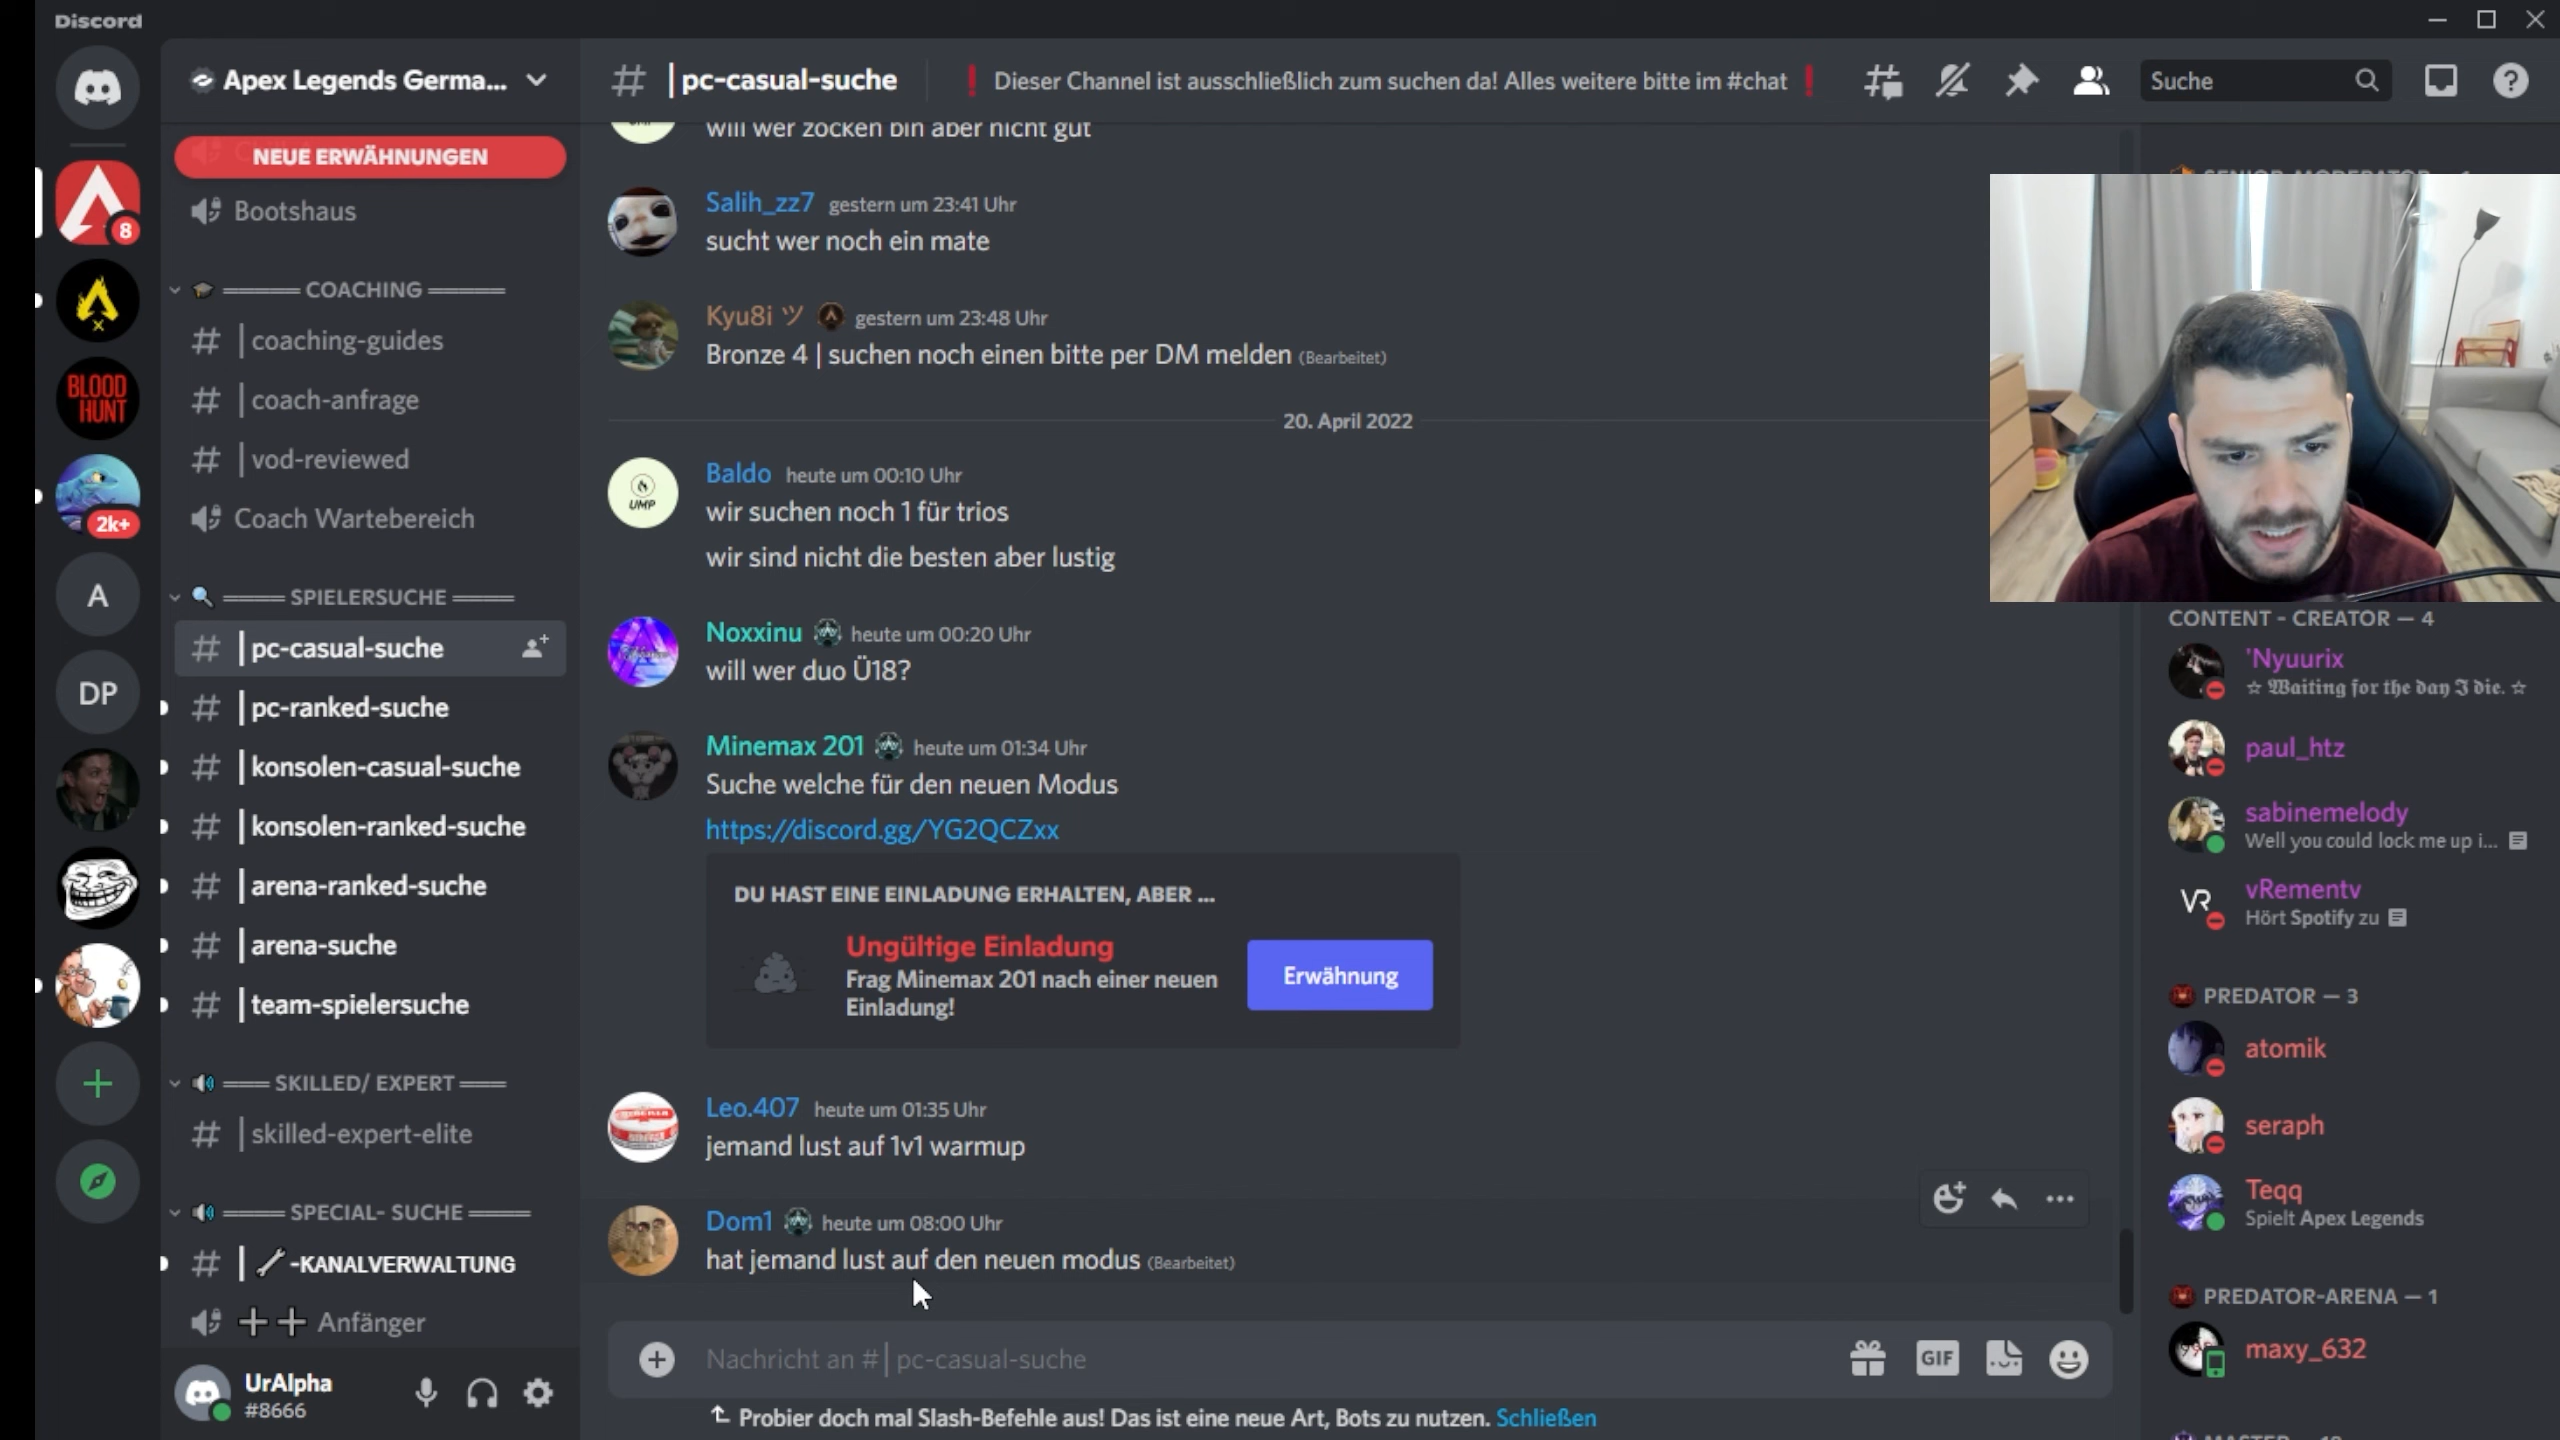 Discord
Apex Legends Germa...
NEUE ERWÄHNUNGEN
8
2k+
BLOOD
HUNT
A
DP
Bootshaus
COACHING
coaching-guides
coach-anfrage
vod-reviewed
Coach Wartebereich
SPIELERSUCHE
pc-casual-suche
pc-ranked-suche
konsolen-casual-suche
konsolen-ranked-suche
arena-ranked-suche
arena-suche
team-spielersuche
SKILLED/ EXPERT
skilled-expert-elite
SPECIAL- SUCHE
-KANALVERWALTUNG
Anfänger
UrAlpha
#8666
# | pc-casual-suche
Dieser Channel ist ausschließlich zum suchen da! Alles weitere bitte im #chat
Suche
will wer zocken bin aber nicht gut
Salih_zz7 gestern um 23:41 Uhr
sucht wer noch ein mate
Kyu8i ツ gestern um 23:48 Uhr
Bronze 4 | suchen noch einen bitte per DM melden (Bearbeitet)
20. April 2022
UMP
Baldo heute um 00:10 Uhr
wir suchen noch 1 für trios
wir sind nicht die besten aber lustig
Noxxinu heute um 00:20 Uhr
will wer duo Ü18?
Minemax 201 heute um 01:34 Uhr
Suche welche für den neuen Modus
https://discord.gg/YG2QCZxx
DU HAST EINE EINLADUNG ERHALTEN, ABER ...
Ungültige Einladung
Frag Minemax 201 nach einer neuen
Einladung!
Erwähnung
Leo.407 heute um 01:35 Uhr
jemand lust auf 1v1 warmup
Dom1 heute um 08:00 Uhr
hat jemand lust auf den neuen modus (Bearbeitet)
Nachricht an # | pc-casual-suche
GIF
Probier doch mal Slash-Befehle aus! Das ist eine neue Art, Bots zu nutzen. Schließen
CONTENT - CREATOR — 4
'Nyuurix
☆ 𝖂aiting for the day I die. ☆
paul_htz
sabinemelody
Well you could lock me up i...
VR
vRementv
Hört Spotify zu
PREDATOR — 3
atomik
seraph
Teqq
Spielt Apex Legends
PREDATOR-ARENA — 1
maxy_632